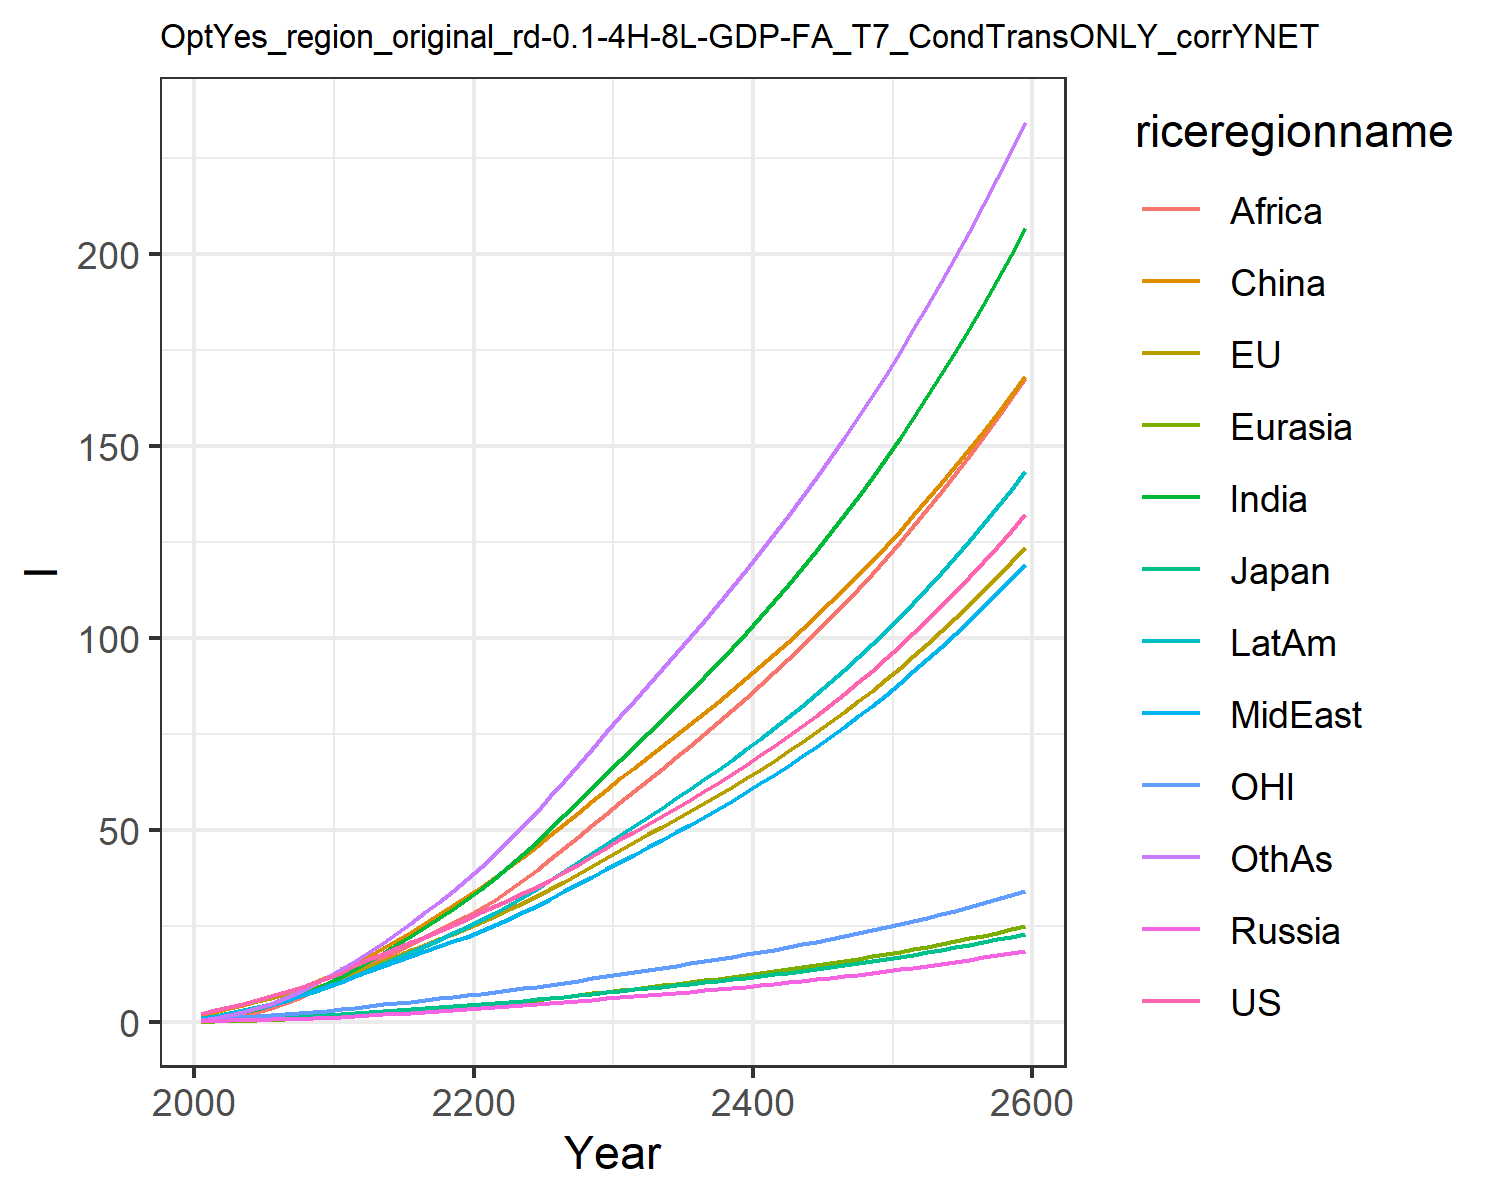 OptYes_region_original_rd-0.1-4H-8L-GDP-FA_T7_CondTransONLY_corrYNET
riceregionname
Africa
China
EU
Eurasia
India
Japan
LatAm
MidEast
OHI
OthAs
Russia
US
I
200
150
100
50
0
2000 2200 2400 2600
Year